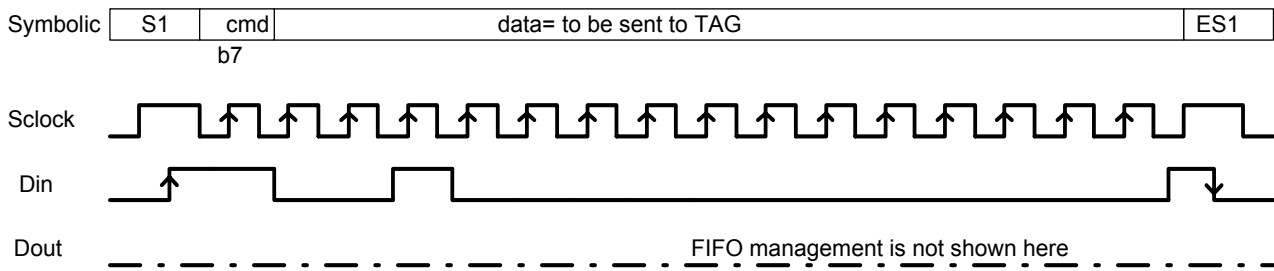 Symbolic S1 cmd data= to be sent to TAG ES1
b7
Sclock
Din
Dout FIFO management is not shown here